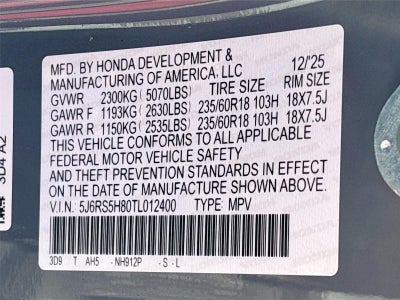 MFD. BY HONDA DEVELOPMENT & 12/'25
MANUFACTURING OF AMERICA, LLC
GVWR 2300KG( 5070LBS) TIRE SIZE RIM SIZE
GAWR F 1193KG( 2630LBS) 235/60R18 103H 18X7.5J
GAWR R 1150KG( 2535LBS) 235/60R18 103H 18X7.5J
THIS VEHICLE CONFORMS TO ALL APPLICABLE
FEDERAL MOTOR VEHICLE SAFETY
AND THEFT PREVENTION STANDARDS IN EFFECT
ON THE DATE OF MANUFACTURE SHOWN ABOVE.
V.I.N. 5J6RS5H80TL012400 TYPE: MPV
3D9 T AH5 -NH912P -S -L
3D4 A2